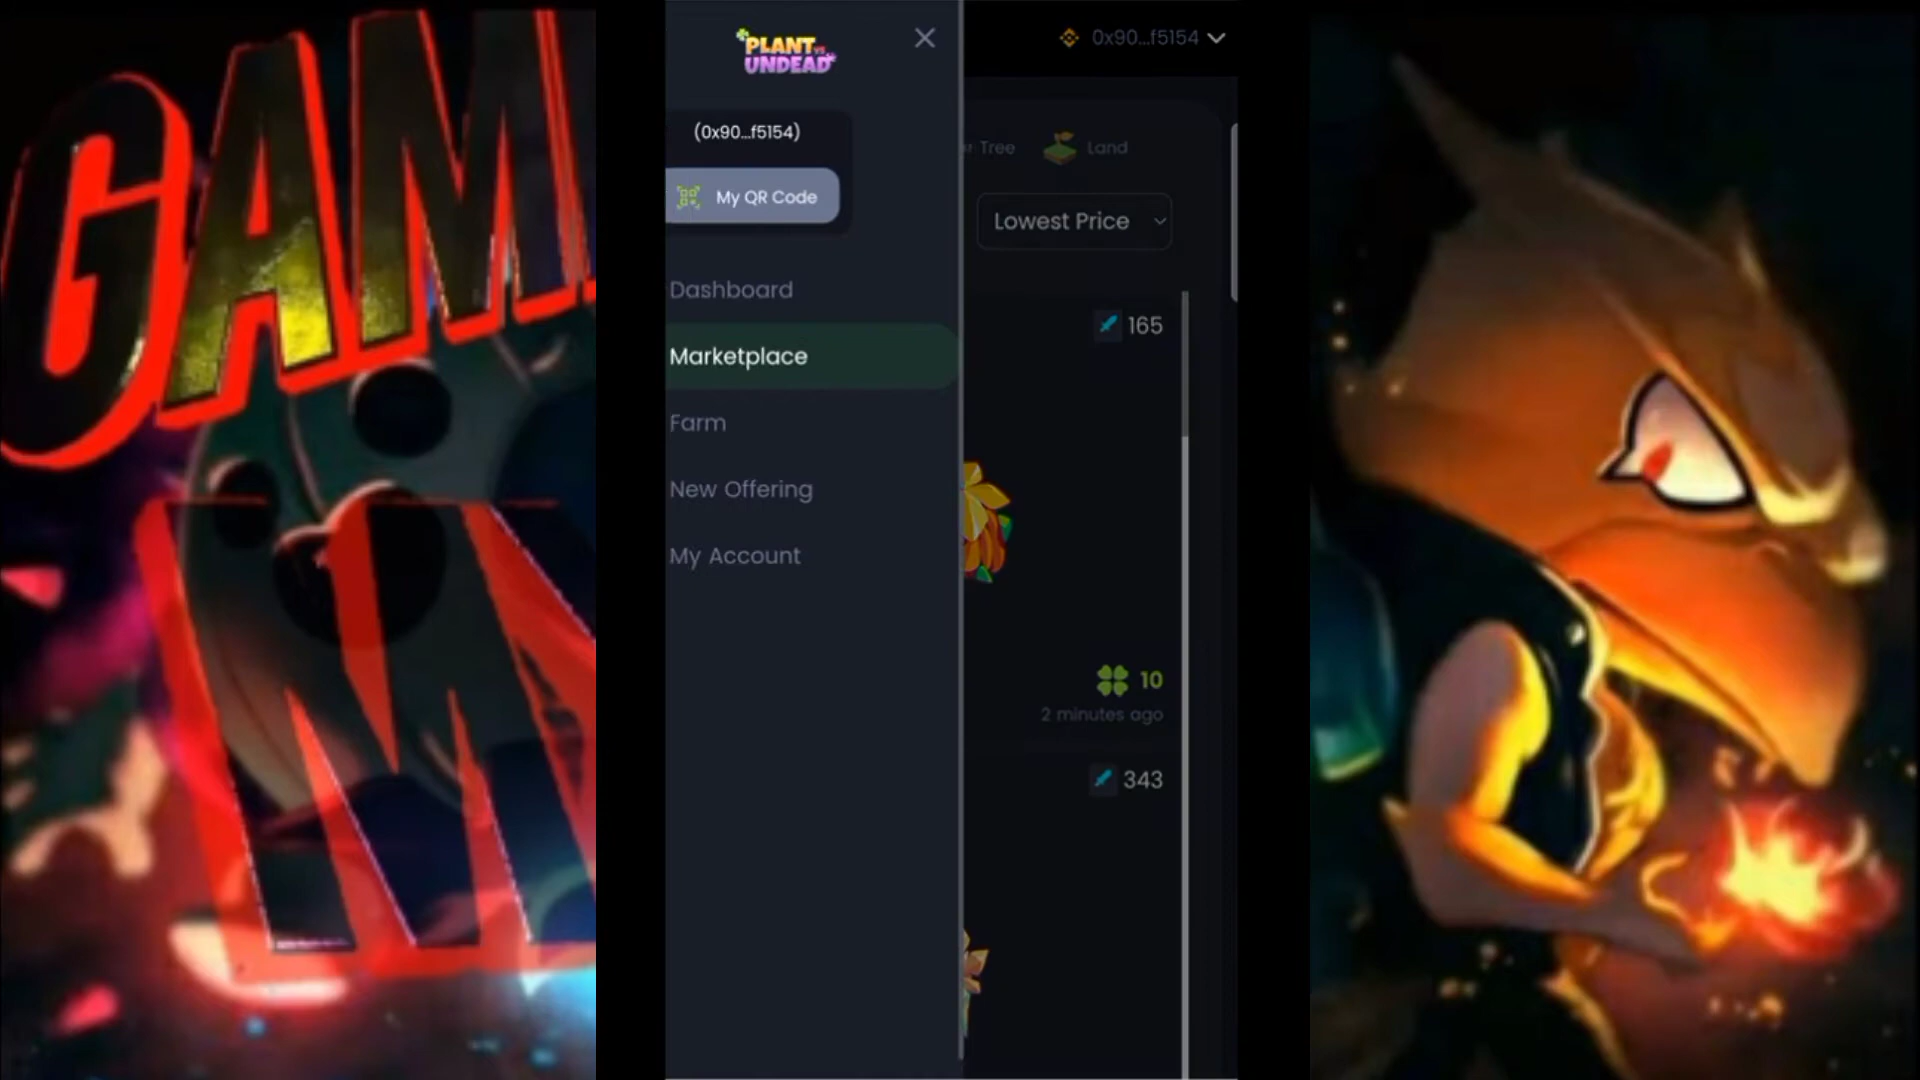 GAM
PLANT VS
UNDEAD
0x90...f5154
(0x90...f5154)
My QR Code
Tree
Land
Lowest Price
Dashboard
165
Marketplace
Farm
New Offering
My Account
10
2 minutes ago
343